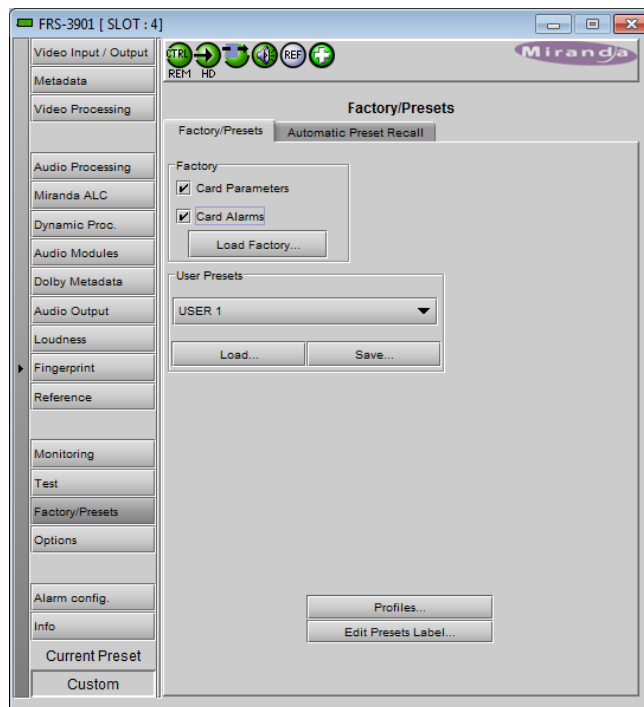 FRS-3901 [ SLOT : 4]
Video Input / Output
Metadata
Video Processing
Audio Processing
Miranda ALC
Dynamic Proc.
Audio Modules
Dolby Metadata
Audio Output
Loudness
Fingerprint
Reference
Monitoring
Test
Factory/Presets
Options
Alarm config.
Info
Current Preset
Custom
CTRL
REF
REM HD
Miranda
Factory/Presets
Factory/Presets Automatic Preset Recall
Factory
Card Parameters
Card Alarms
Load Factory...
User Presets
USER 1
Load... Save...
Profiles...
Edit Presets Label...